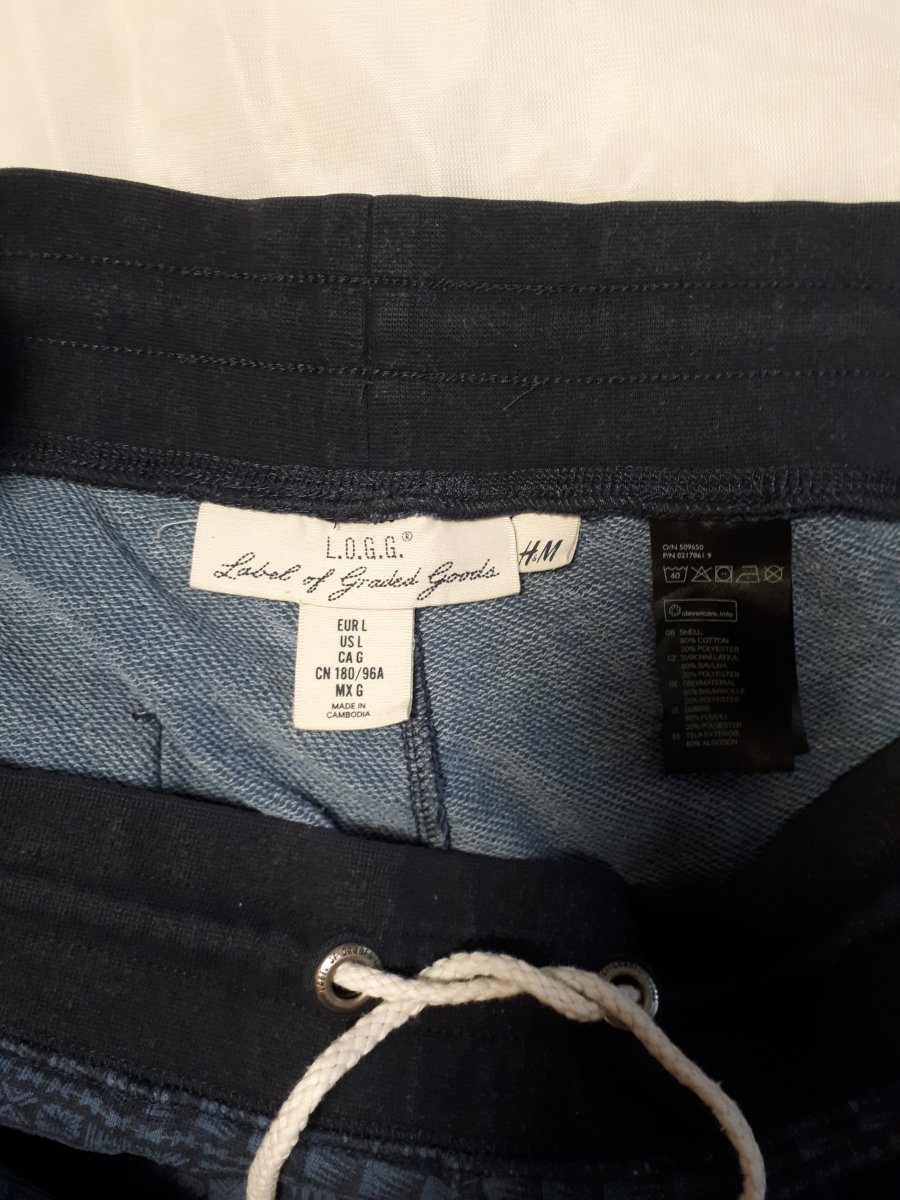 L.O.G.G.®
Label of Graded Goods
H&M
EUR L
US L
CA G
CN 180/96A
MX G
MADE IN
CAMBODIA
O/N 509650
P/N 0217861 9
40
clevercare.info
GB SHELL:
80% COTTON
20% POLYESTER
CZ SVRCHNÍ LÁTKA
80% BAVLNA
20% POLYESTER
DE OBERMATERIAL
80% BAUMWOLLE
20% POLYESTER
80% PUUVILL
ES TELA EXTERIOR
80% ALGODÓN